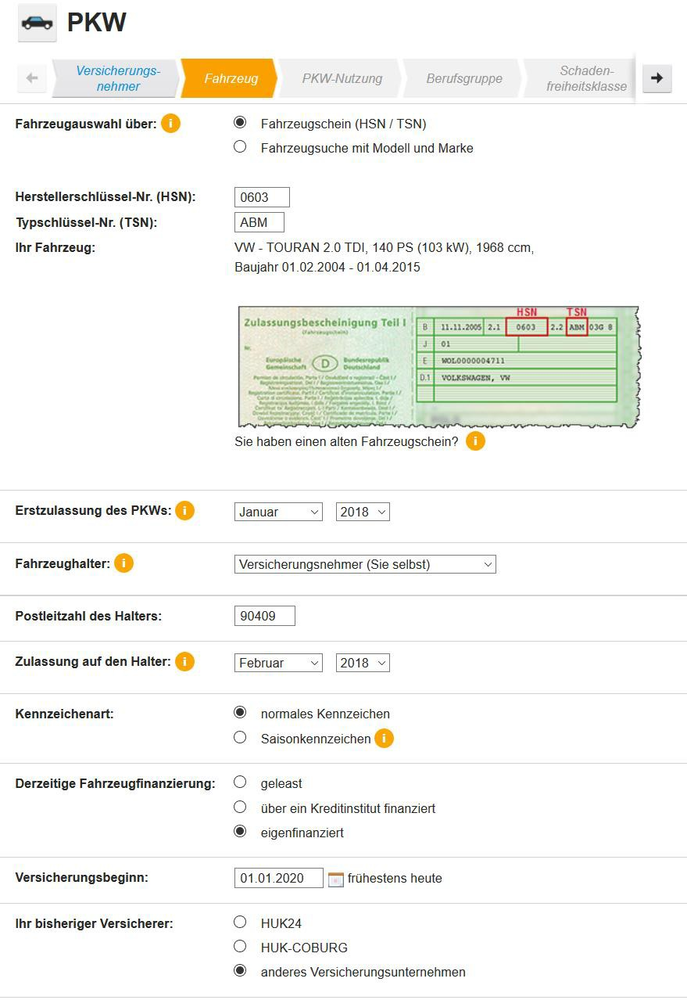 PKW
Versicherungs-
nehmer
Fahrzeug
PKW-Nutzung
Berufsgruppe
Schaden-
freiheitsklasse
Fahrzeugauswahl über: i
Fahrzeugschein (HSN / TSN)
Fahrzeugsuche mit Modell und Marke
Herstellerschlüssel-Nr. (HSN): 0603
Typschlüssel-Nr. (TSN): ABM
Ihr Fahrzeug: VW - TOURAN 2.0 TDI, 140 PS (103 kW), 1968 ccm,
Baujahr 01.02.2004 - 01.04.2015
HSN TSN
Zulassungsbescheinigung Teil I
(Fahrzeugschein)
Nr.
Europäische Gemeinschaft D Bundesrepublik Deutschland
B 11.11.2005 2.1 0603 2.2 ABM 03G 8
J 01
E WOL0000004711
D.1 VOLKSWAGEN, VW
Sie haben einen alten Fahrzeugschein? i
Erstzulassung des PKWs: i Januar 2018
Fahrzeughalter: i Versicherungsnehmer (Sie selbst)
Postleitzahl des Halters: 90409
Zulassung auf den Halter: i Februar 2018
Kennzeichenart: normales Kennzeichen
Saisonkennzeichen i
Derzeitige Fahrzeugfinanzierung: geleast
über ein Kreditinstitut finanziert
eigenfinanziert
Versicherungsbeginn: 01.01.2020 frühestens heute
Ihr bisheriger Versicherer: HUK24
HUK-COBURG
anderes Versicherungsunternehmen